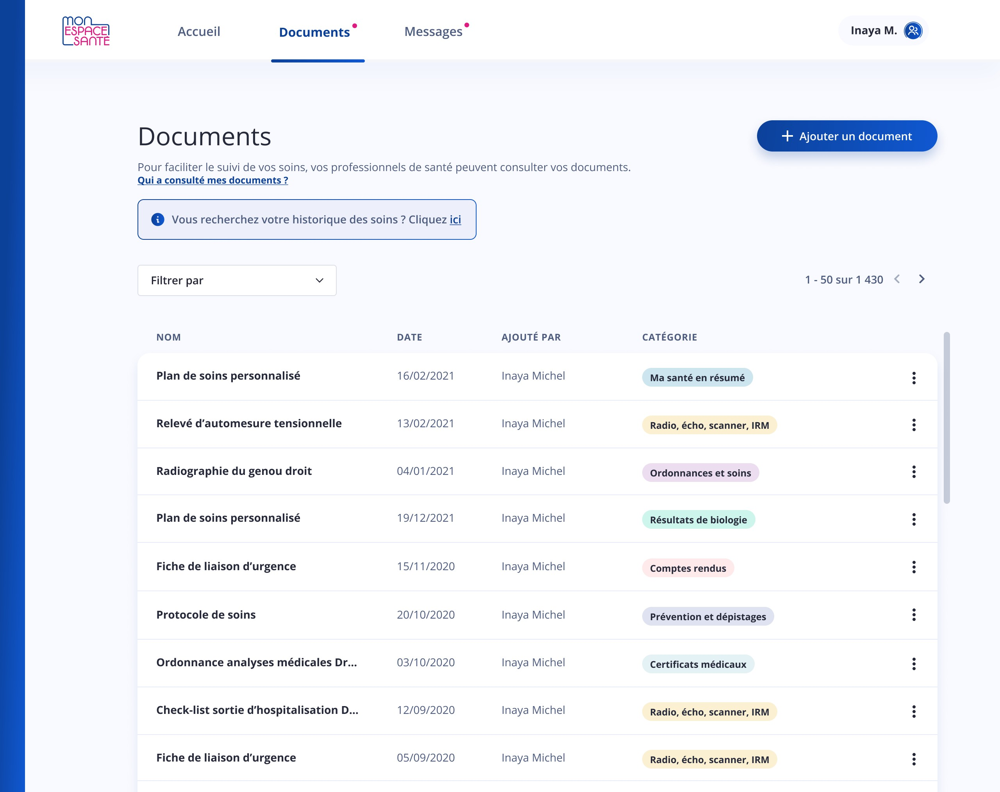 mon
ESPACE
SANTÉ
Accueil
Documents
Messages
Inaya M.
Documents
Ajouter un document
Pour faciliter le suivi de vos soins, vos professionnels de santé peuvent consulter vos documents.
Qui a consulté mes documents ?
Vous recherchez votre historique des soins ? Cliquez ici
Filtrer par
1 - 50 sur 1 430
NOM DATE AJOUTÉ PAR CATÉGORIE
Plan de soins personnalisé 16/02/2021 Inaya Michel Ma santé en résumé
Relevé d’automesure tensionnelle 13/02/2021 Inaya Michel Radio, écho, scanner, IRM
Radiographie du genou droit 04/01/2021 Inaya Michel Ordonnances et soins
Plan de soins personnalisé 19/12/2021 Inaya Michel Résultats de biologie
Fiche de liaison d’urgence 15/11/2020 Inaya Michel Comptes rendus
Protocole de soins 20/10/2020 Inaya Michel Prévention et dépistages
Ordonnance analyses médicales Dr... 03/10/2020 Inaya Michel Certificats médicaux
Check-list sortie d’hospitalisation D... 12/09/2020 Inaya Michel Radio, écho, scanner, IRM
Fiche de liaison d’urgence 05/09/2020 Inaya Michel Radio, écho, scanner, IRM